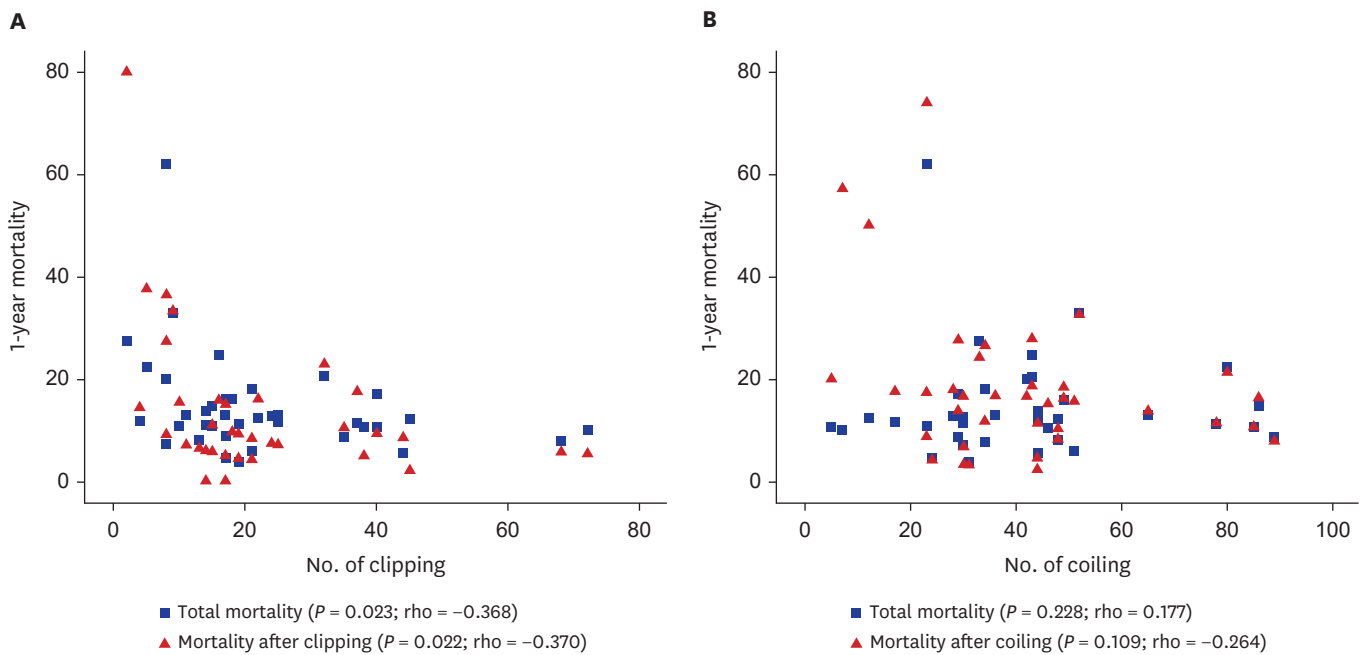 A
80
60
40
20
0
1-year mortality
0 20 40 60 80
No. of clipping
Total mortality (P = 0.023; rho = −0.368)
Mortality after clipping (P = 0.022; rho = −0.370)
B
80
60
40
20
0
1-year mortality
0 20 40 60 80 100
No. of coiling
Total mortality (P = 0.228; rho = 0.177)
Mortality after coiling (P = 0.109; rho = −0.264)